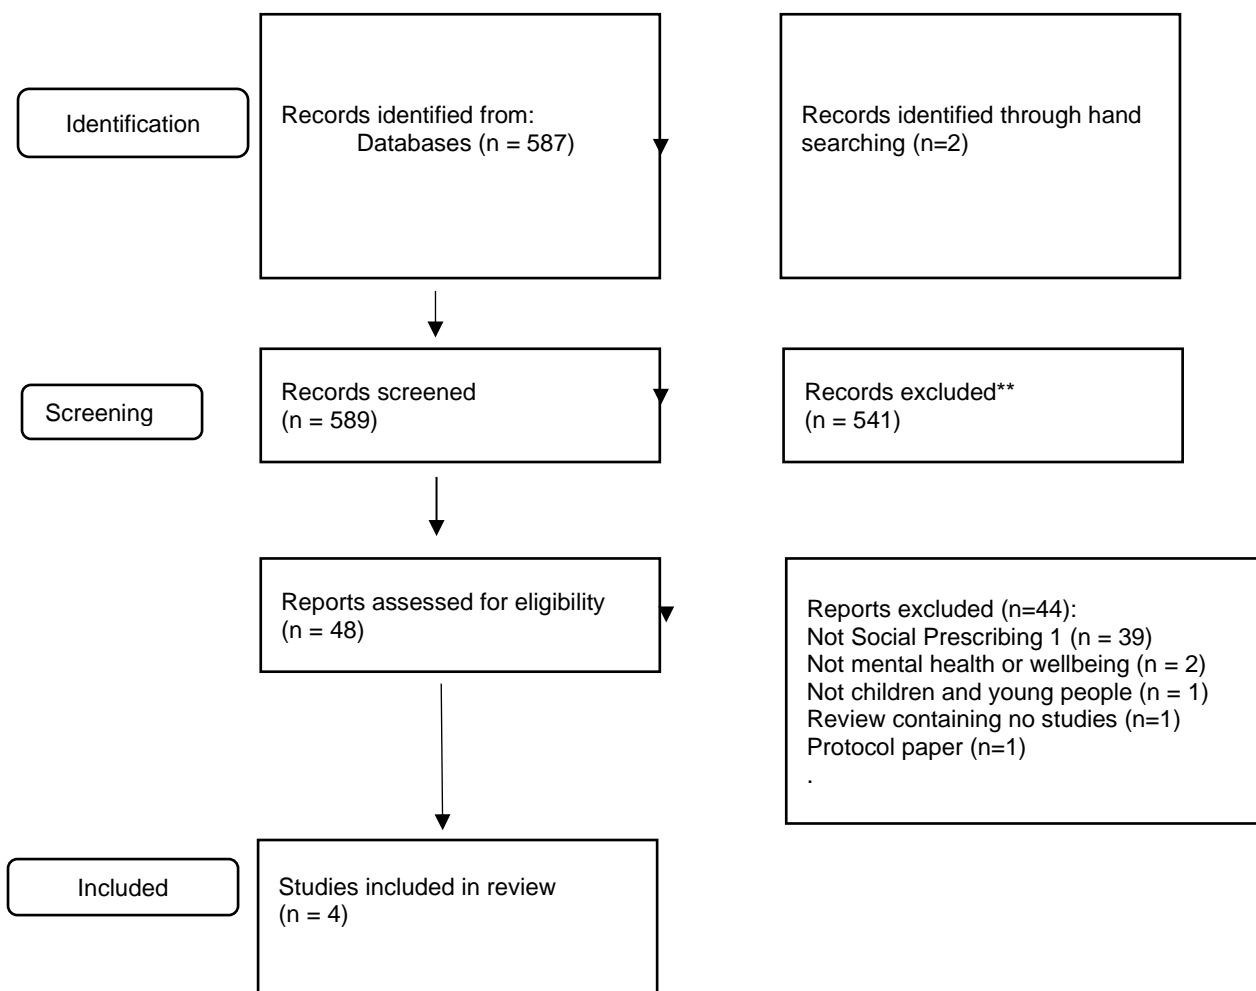 Identification
Records identified from:
Databases (n = 587)
Records identified through hand
searching (n=2)
Screening
Records screened
(n = 589)
Records excluded**
(n = 541)
Reports assessed for eligibility
(n = 48)
Reports excluded (n=44):
Not Social Prescribing 1 (n = 39)
Not mental health or wellbeing (n = 2)
Not children and young people (n = 1)
Review containing no studies (n=1)
Protocol paper (n=1)
.
Included
Studies included in review
(n = 4)